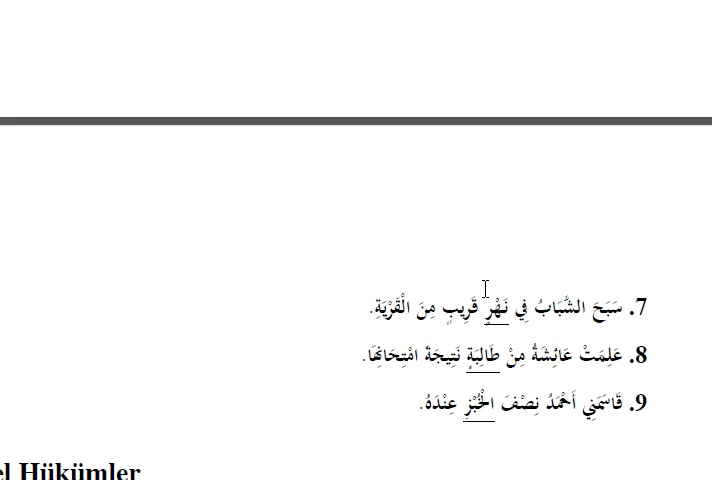 7. سَبَحَ الشَّبَابُ فِي نَهْرٍ قَرِيبٍ مِنَ الْقَرْيَةِ.
8. عَلِمَتْ عَائِشَةُ مِنْ طَالِبَةٍ نَتِيجَةَ امْتِحَانِهَا.
9. قَاسَمَنِي أَحْمَدُ نِصْفَ الْخُبْزِ عِنْدَهُ.
el Hükümler